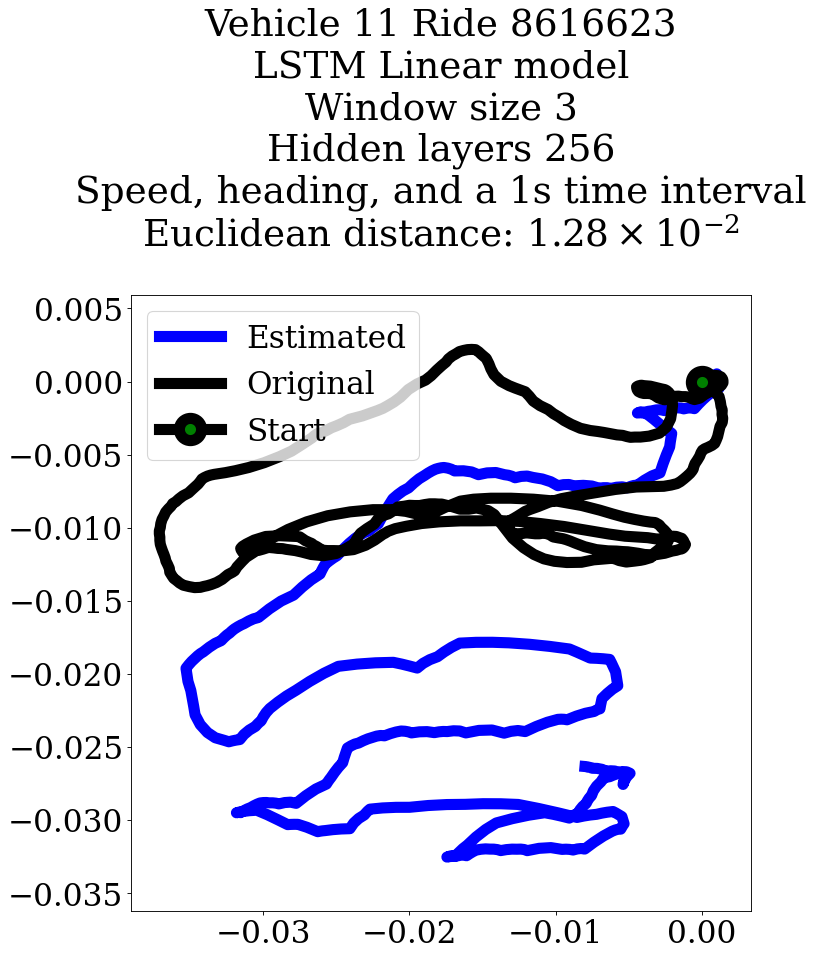 Vehicle 11 Ride 8616623
LSTM Linear model
Window size 3
Hidden layers 256
Speed, heading, and a 1s time interval
Euclidean distance: 1.28 × 10⁻²
Estimated
Original
Start
0.005
0.000
−0.005
−0.010
−0.015
−0.020
−0.025
−0.030
−0.035
−0.03 −0.02 −0.01 0.00